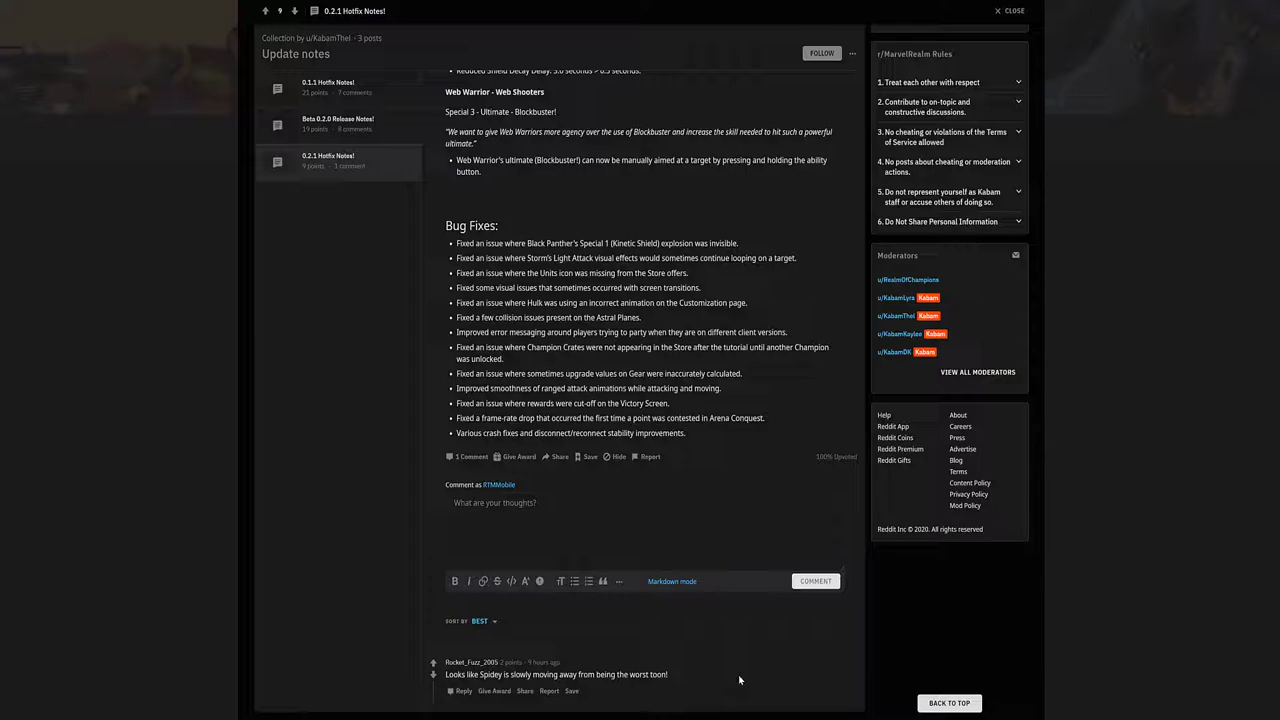 9
0.2.1 Hotfix Notes!
CLOSE
Collection by u/KabamThel - 3 posts
Update notes
FOLLOW
0.1.1 Hotfix Notes!
21 points · 7 comments
Beta 0.2.0 Release Notes!
19 points · 8 comments
0.2.1 Hotfix Notes!
9 points · 1 comment
Reduced Shield Decay Delay:
Web Warrior - Web Shooters
Special 3 - Ultimate - Blockbuster!
"We want to give Web Warriors more agency over the use of Blockbuster and increase the skill needed to hit such a powerful
ultimate."
• Web Warrior's ultimate (Blockbuster!) can now be manually aimed at a target by pressing and holding the ability
button.
Bug Fixes:
• Fixed an issue where Black Panther's Special 1 (Kinetic Shield) explosion was invisible.
• Fixed an issue where Storm's Light Attack visual effects would sometimes continue looping on a target.
• Fixed an issue where the Units icon was missing from the Store offers.
• Fixed some visual issues that sometimes occurred with screen transitions.
• Fixed an issue where Hulk was using an incorrect animation on the Customization page.
• Fixed a few collision issues present on the Astral Planes.
• Improved error messaging around players trying to party when they are on different client versions.
• Fixed an issue where Champion Crates were not appearing in the Store after the tutorial until another Champion
was unlocked.
• Fixed an issue where sometimes upgrade values on Gear were inaccurately calculated.
• Improved smoothness of ranged attack animations while attacking and moving.
• Fixed an issue where rewards were cut-off on the Victory Screen.
• Fixed a frame-rate drop that occurred the first time a point was contested in Arena Conquest.
• Various crash fixes and disconnect/reconnect stability improvements.
1 Comment Give Award Share Save Hide Report 100% Upvoted
Comment as RTMMobile
What are your thoughts?
Markdown mode
COMMENT
SORT BY BEST
Rocket_Fuzz_2005 2 points · 9 hours ago
Looks like Spidey is slowly moving away from being the worst toon!
Reply Give Award Share Report Save
r/MarvelRealm Rules
1. Treat each other with respect
2. Contribute to on-topic and
constructive discussions.
3. No cheating or violations of the Terms
of Service allowed
4. No posts about cheating or moderation
actions.
5. Do not represent yourself as Kabam
staff or accuse others of doing so.
6. Do Not Share Personal Information
Moderators
u/RealmOfChampions
u/KabamLyra Kabam
u/KabamThel Kabam
u/KabamKaylee Kabam
u/KabamDK Kabam
VIEW ALL MODERATORS
Help About
Reddit App Careers
Reddit Coins Press
Reddit Premium Advertise
Reddit Gifts Blog
Terms
Content Policy
Privacy Policy
Mod Policy
Reddit Inc © 2020. All rights reserved
BACK TO TOP